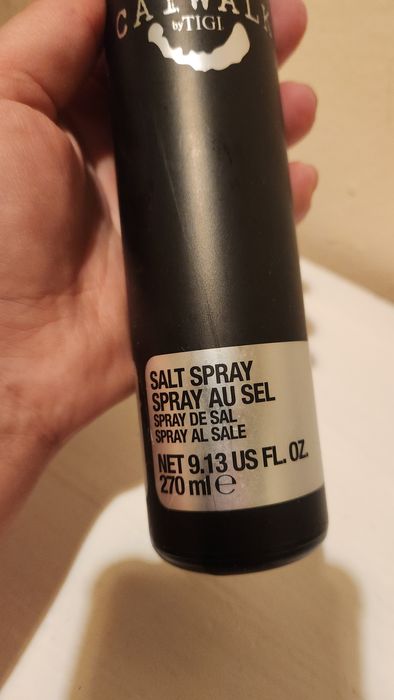 CATWALK
by TIGI
SALT SPRAY
SPRAY AU SEL
SPRAY DE SAL
SPRAY AL SALE
NET 9.13 US FL. OZ.
270 ml ℮